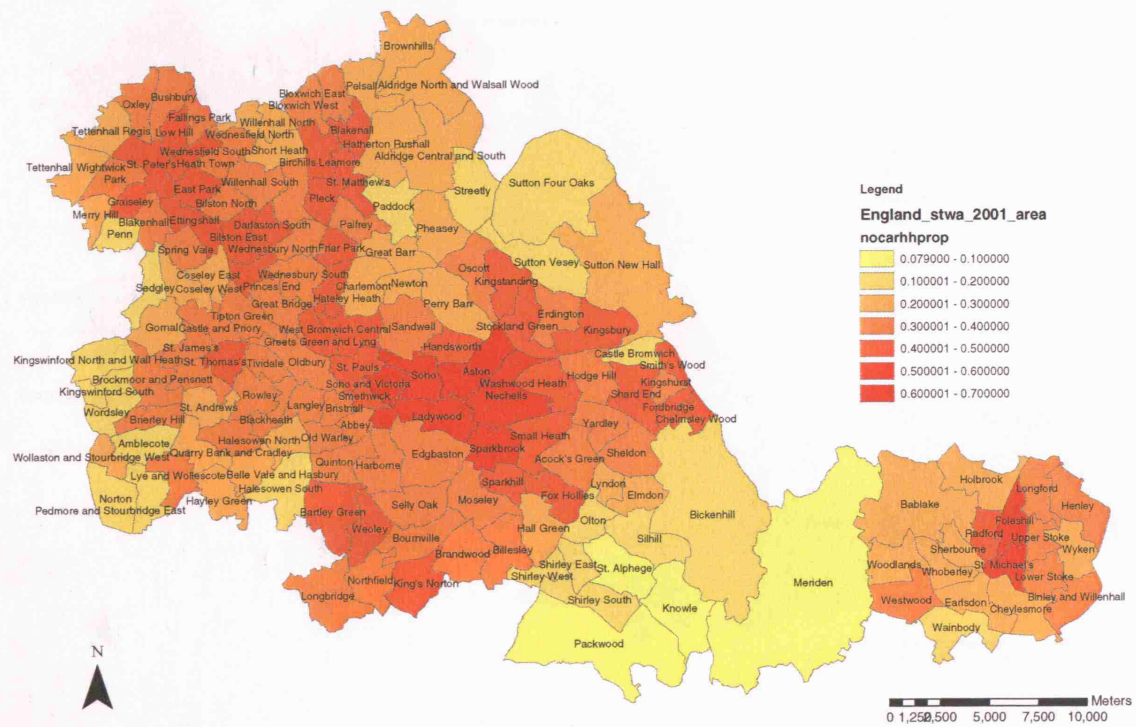 Brownhills
Pelsall Aldridge North and Walsall Wood
Bloxwich East
Bloxwich West
Bushbury
Oxley
Fallings Park
Willenhall North
Blakenall
Tettenhall Regis Low Hill Wednesfield North
Hatherton Rushall
Wednesfield South Short Heath
Aldridge Central and South
Tettenhall Wightwick St. Peter's Heath Town Birchills Leamore
Park
East Park Willenhall South St. Matthew's
Streetly Sutton Four Oaks
Graiseley Bilston North Pleck
Paddock
Merry Hill Blakenhall Ettingshall Darlaston South Palfrey Pheasey
Penn Bilston East
Spring Vale Wednesbury North Friar Park Great Barr
Sutton Vesey Sutton New Hall
Oscott
Coseley East Wednesbury South
Sedgley Coseley West Princes End Charlemont Newton Kingstanding
Great Bridge Hateley Heath Perry Barr
Erdington
Tipton Green
Gornal Castle and Priory West Bromwich Central Sandwell Stockland Green Kingsbury
Greets Green and Lyng Handsworth
St. James's
Castle Bromwich
Kingswinford North and Wall Heath St. Thomas's Tividale Oldbury St. Pauls Soho Aston Smith's Wood
Brockmoor and Pensnett Soho and Victoria Washwood Heath Hodge Hill Kingshurst
Kingswinford South Rowley Smethwick Nechells Shard End
Wordsley St. Andrews Langley Bristnall Fordbridge
Brierley Hill Blackheath Abbey Ladywood Chelmsley Wood
Yardley
Amblecote Halesowen North Old Warley Small Heath
Wollaston and Stourbridge West Quarry Bank and Cradley Edgbaston Sparkbrook Sheldon
Lye and Wollescote Belle Vale and Hasbury Quinton Harborne Acock's Green
Halesowen South Sparkhill Lyndon
Norton Hayley Green Moseley Fox Hollies Elmdon
Pedmore and Stourbridge East Bartley Green Selly Oak Bickenhill
Olton
Weoley Hall Green
Bournville Silhill
Brandwood Billesley
Shirley East
Northfield King's Norton Shirley West St. Alphege
Longbridge Shirley South
Knowle Meriden
Packwood
Holbrook
Longford
Bablake Henley
Foleshill
Radford Upper Stoke
Sherbourne Wyken
Woodlands Whoberley St. Michael's
Lower Stoke
Westwood Binley and Willenhall
Earlsdon
Cheylesmore
Wainbody
Legend
England_stwa_2001_area
nocarhhprop
0.079000 - 0.100000
0.100001 - 0.200000
0.200001 - 0.300000
0.300001 - 0.400000
0.400001 - 0.500000
0.500001 - 0.600000
0.600001 - 0.700000
N
Meters
0 1,250 2,500 5,000 7,500 10,000